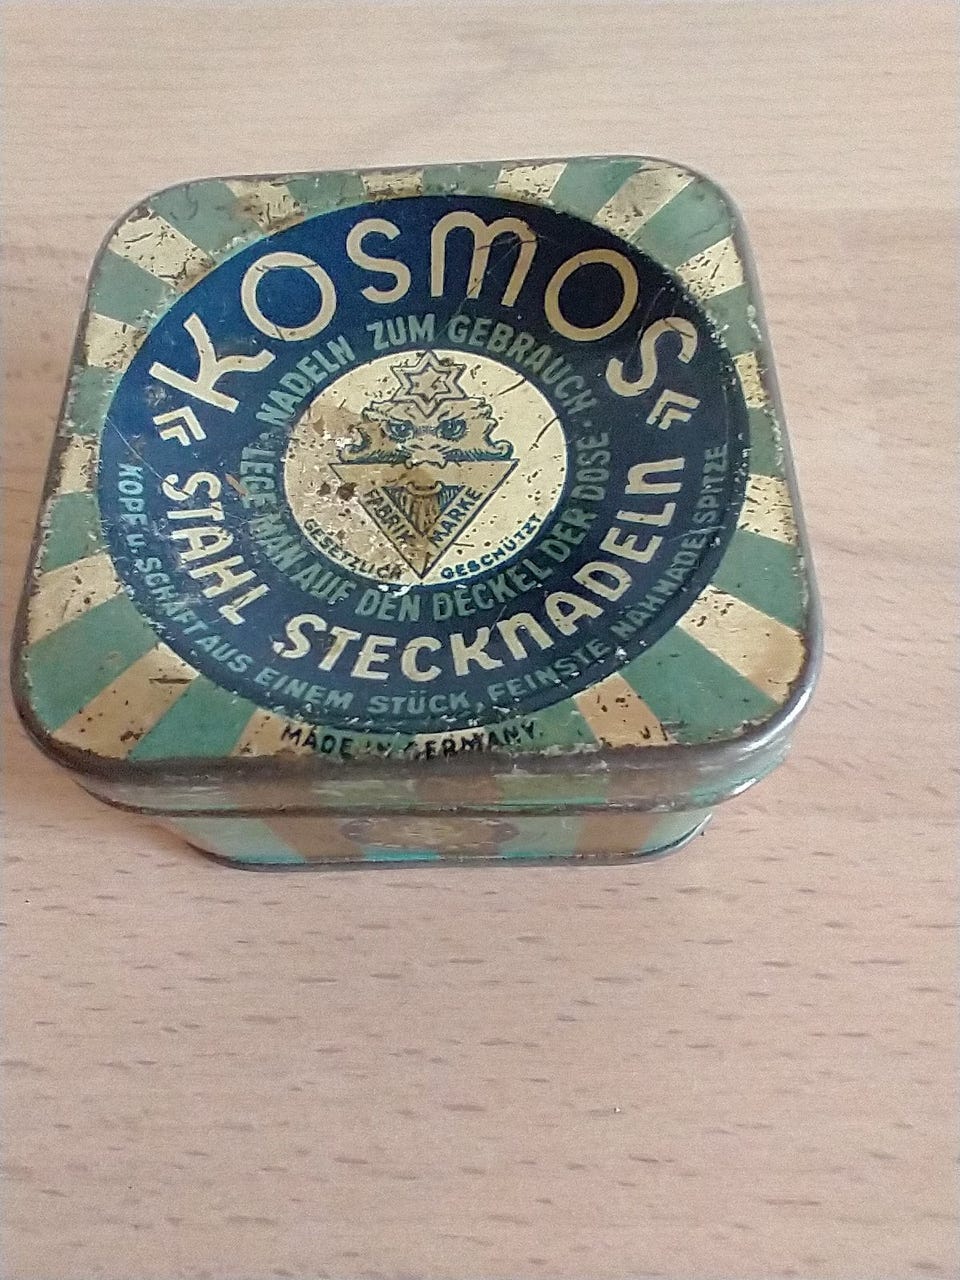 »KOSMOS«
STAHL STECKNADELN
NADELN ZUM GEBRAUCH · LEGE MAN AUF DEN DECKEL DER DOSE ·
FABRIK MARKE
GESETZLICH GESCHÜTZT
KOPF U. SCHAFT AUS EINEM STÜCK, FEINSTE NÄHNADELSPITZE
MADE IN GERMANY.